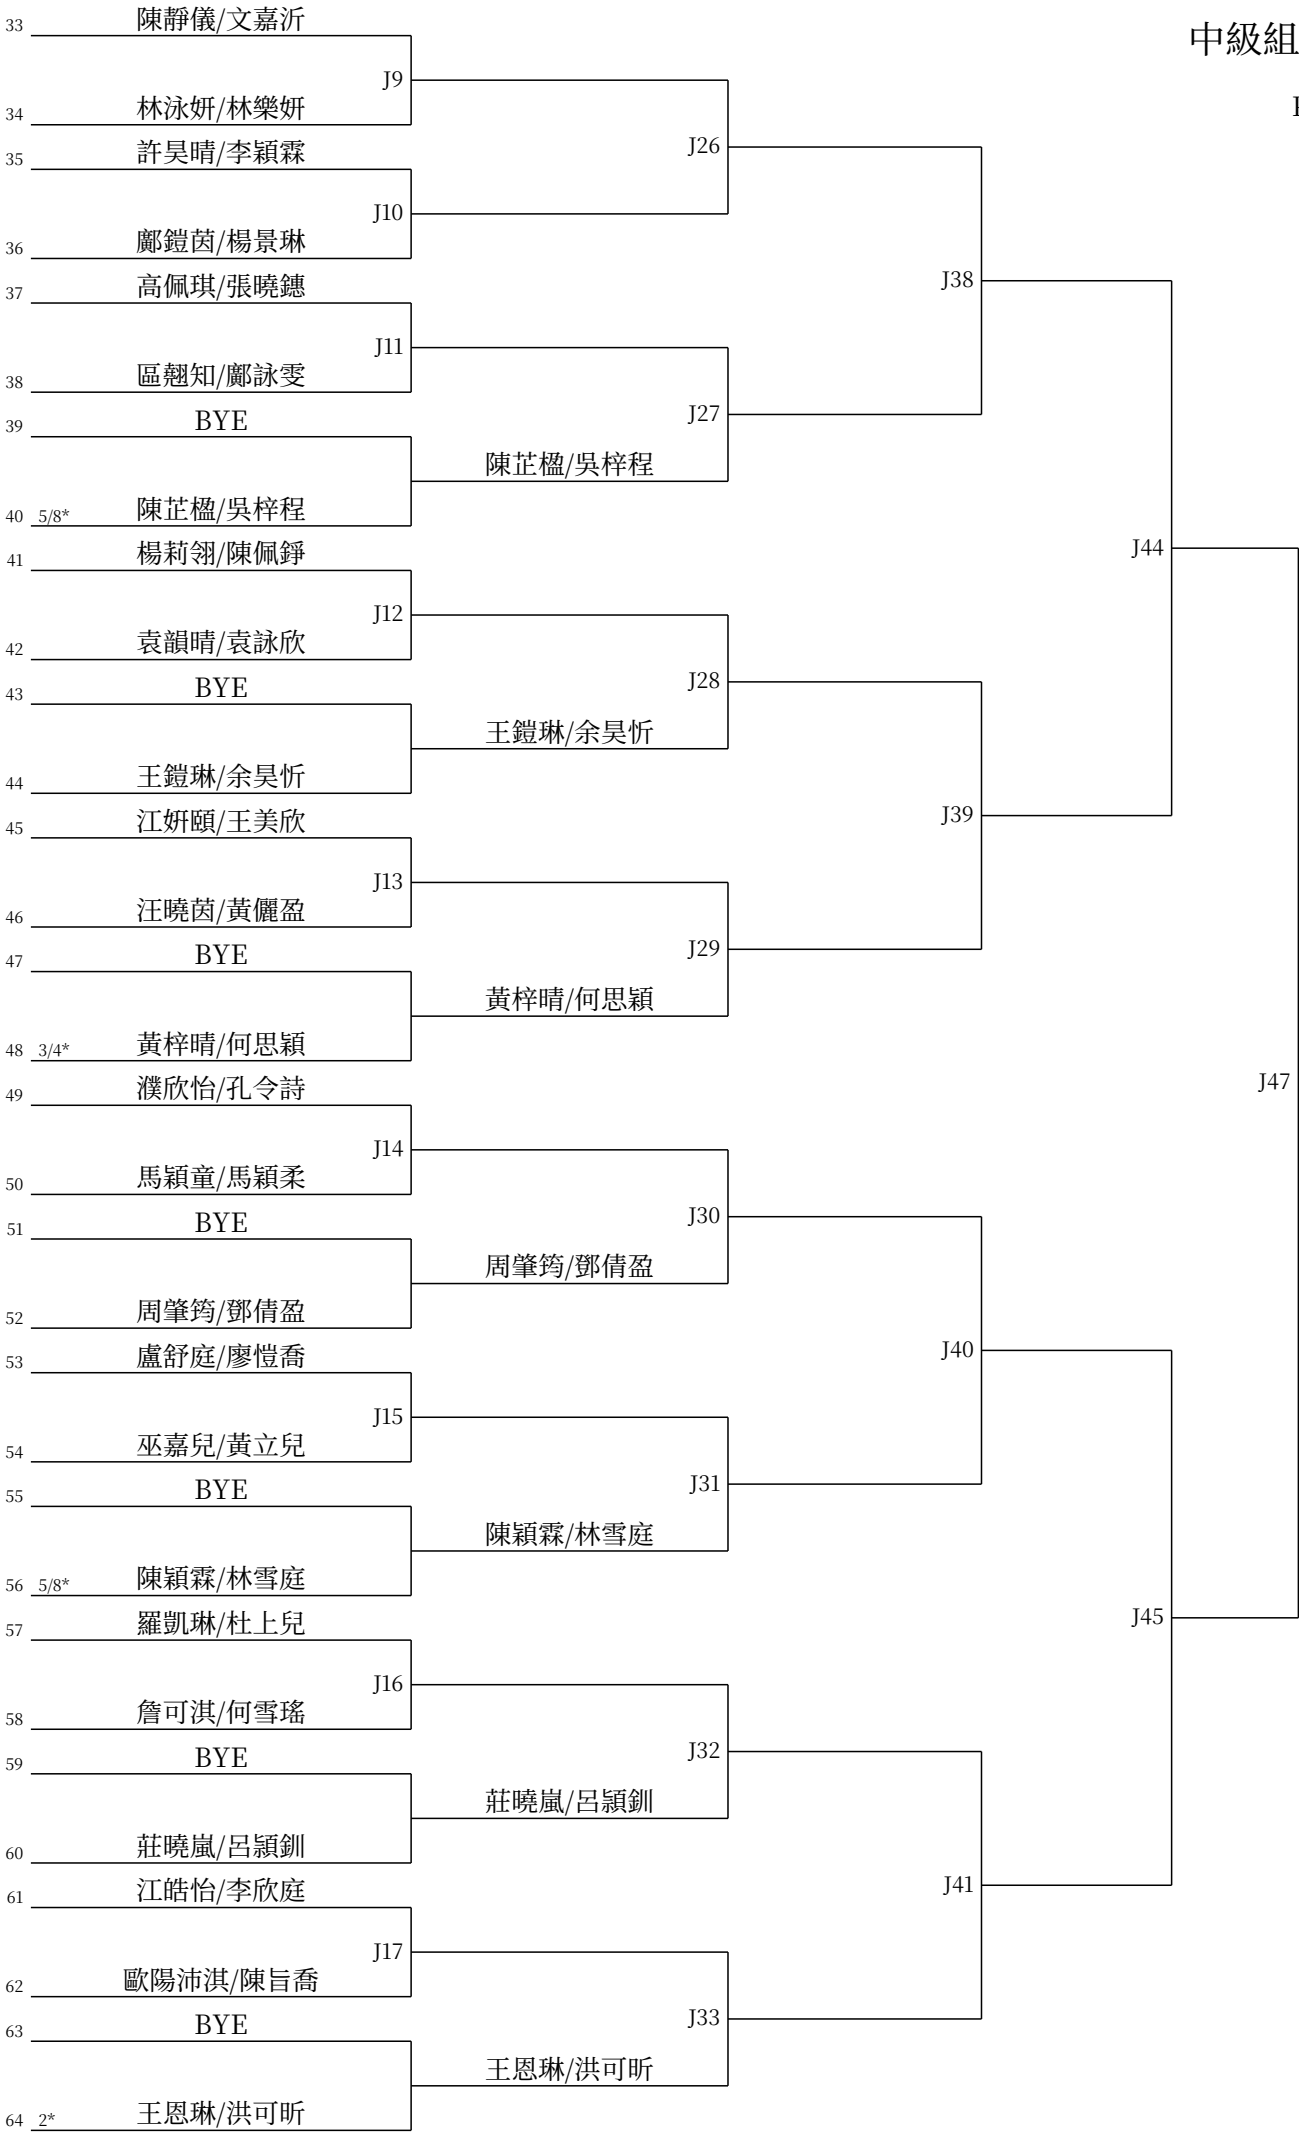 33 陳靜儀/文嘉沂
中級組
J9
34 林泳妍/林樂妍
35 許昊晴/李穎霖
J26
J10
36 鄺鎧茵/楊景琳
37 高佩琪/張曉鏸
J38
J11
38 區翹知/鄺詠雯
39 BYE
J27
陳芷楹/吳梓程
40 5/8* 陳芷楹/吳梓程
41 楊莉翎/陳佩錚
J44
J12
42 袁韻晴/袁詠欣
43 BYE
J28
王鎧琳/余昊忻
44 王鎧琳/余昊忻
45 江妍頤/王美欣
J39
J13
46 汪曉茵/黃儷盈
47 BYE
J29
黃梓晴/何思穎
48 3/4* 黃梓晴/何思穎
J47
49 濮欣怡/孔令詩
J14
50 馬穎童/馬穎柔
51 BYE
J30
周肇筠/鄧倩盈
52 周肇筠/鄧倩盈
53 盧舒庭/廖愷喬
J40
J15
54 巫嘉兒/黃立兒
55 BYE
J31
陳穎霖/林雪庭
56 5/8* 陳穎霖/林雪庭
57 羅凱琳/杜上兒
J45
J16
58 詹可淇/何雪瑤
59 BYE
J32
莊曉嵐/呂頴釧
60 莊曉嵐/呂頴釧
61 江皓怡/李欣庭
J41
J17
62 歐陽沛淇/陳旨喬
63 BYE
J33
王恩琳/洪可昕
64 2* 王恩琳/洪可昕